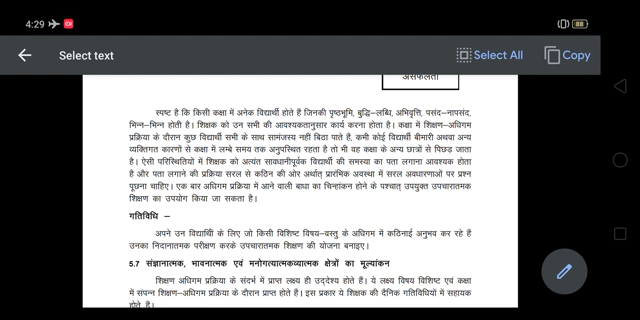 4:29
88
Select text
Select All
Copy
असफलता
स्पष्ट है कि किसी कक्षा में अनेक विद्यार्थी होते हैं जिनकी पृष्ठभूमि, बुद्धि–लब्धि, अभिवृत्ति, पसंद–नापसंद,
भिन्न–भिन्न होती है। शिक्षक को उन सभी की आवश्यकतानुसार कार्य करना होता है। कक्षा में शिक्षण–अधिगम
प्रक्रिया के दौरान कुछ विद्यार्थी सभी के साथ सामंजस्य नहीं बिठा पाते हैं, कभी कोई विद्यार्थी बीमारी अथवा अन्य
व्यक्तिगत कारणों से कक्षा में लम्बे समय तक अनुपस्थित रहता है तो भी वह कक्षा के अन्य छात्रों से पिछड़ जाता
है। ऐसी परिस्थितियों में शिक्षक को अत्यंत सावधानीपूर्वक विद्यार्थी की समस्या का पता लगाना आवश्यक होता
है और पता लगाने की प्रक्रिया सरल से कठिन की ओर अर्थात् प्रारंभिक अवस्था में सरल अवधारणाओं पर प्रश्न
पूछना चाहिए। एक बार अधिगम प्रक्रिया में आने वाली बाधा का चिन्हांकन होने के पश्चात् उपयुक्त उपचारात्मक
शिक्षण का उपयोग किया जा सकता है।
गतिविधि –
अपने उन विद्यार्थी के लिए जो किसी विशिष्ट विषय–वस्तु के अधिगम में कठिनाई अनुभव कर रहे हैं
उनका निदानात्मक परीक्षण करके उपचारात्मक शिक्षण की योजना बनाइए।
5.7 संज्ञानात्मक, भावनात्मक एवं मनोगत्यात्मकव्यात्मक क्षेत्रों का मूल्यांकन
शिक्षण अधिगम प्रक्रिया के संदर्भ में प्राप्त लक्ष्य ही उद्देश्य होते हैं। ये लक्ष्य विषय विशिष्ट एवं कक्षा
में संपन्न शिक्षण–अधिगम प्रक्रिया के दौरान प्राप्त होते हैं। इस प्रकार ये शिक्षक की दैनिक गतिविधियों में सहायक
होते हैं।